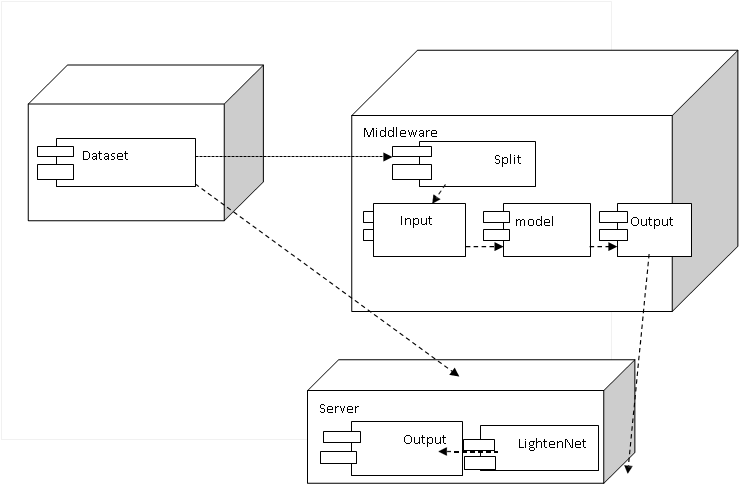 Middleware
Dataset
Split
Input
model
Output
Server
Output
LightenNet